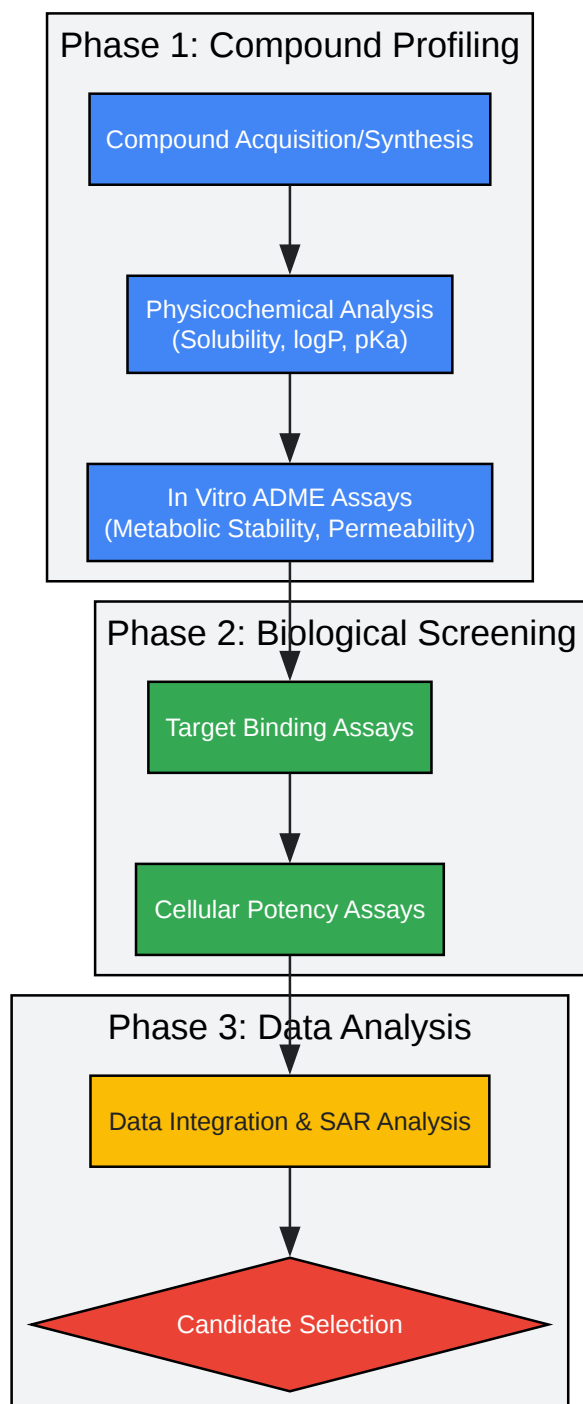 Phase 1: Compound Profiling
Compound Acquisition/Synthesis
Physicochemical Analysis
(Solubility, logP, pKa)
In Vitro ADME Assays
(Metabolic Stability, Permeability)
Phase 2: Biological Screening
Target Binding Assays
Cellular Potency Assays
Phase 3: Data Analysis
Data Integration & SAR Analysis
Candidate Selection